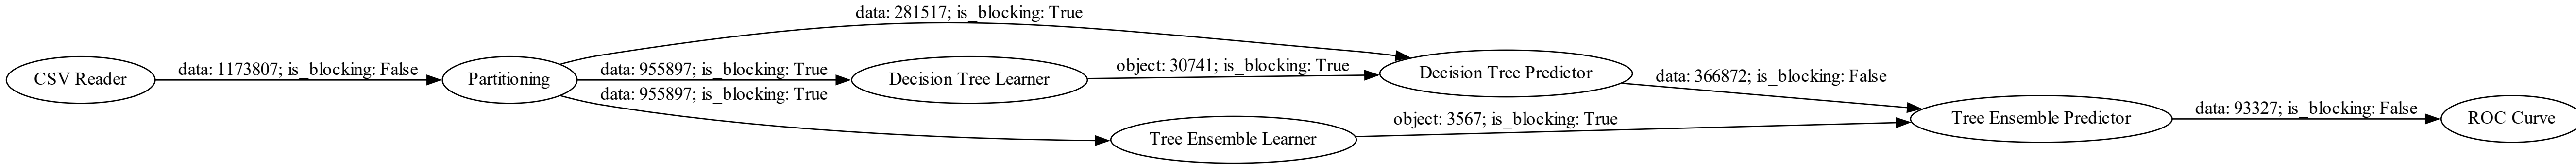 data: 281517; is_blocking: True
CSV Reader
data: 1173807; is_blocking: False
Partitioning
data: 955897; is_blocking: True
Decision Tree Learner
object: 30741; is_blocking: True
Decision Tree Predictor
data: 366872; is_blocking: False
data: 955897; is_blocking: True
Tree Ensemble Learner
object: 3567; is_blocking: True
Tree Ensemble Predictor
data: 93327; is_blocking: False
ROC Curve